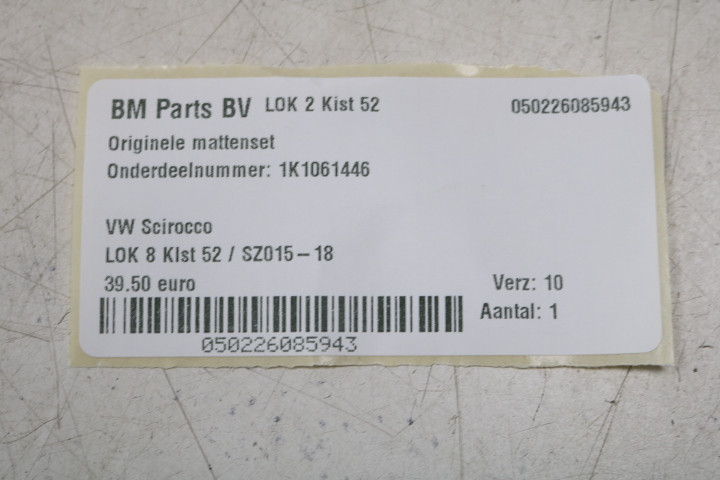 BM Parts BV LOK 2 Kist 52 050226085943
Originele mattenset
Onderdeelnummer: 1K1061446
VW Scirocco
LOK 8 KIst 52 / SZ015-18
39.50 euro Verz: 10
Aantal: 1
050226085943